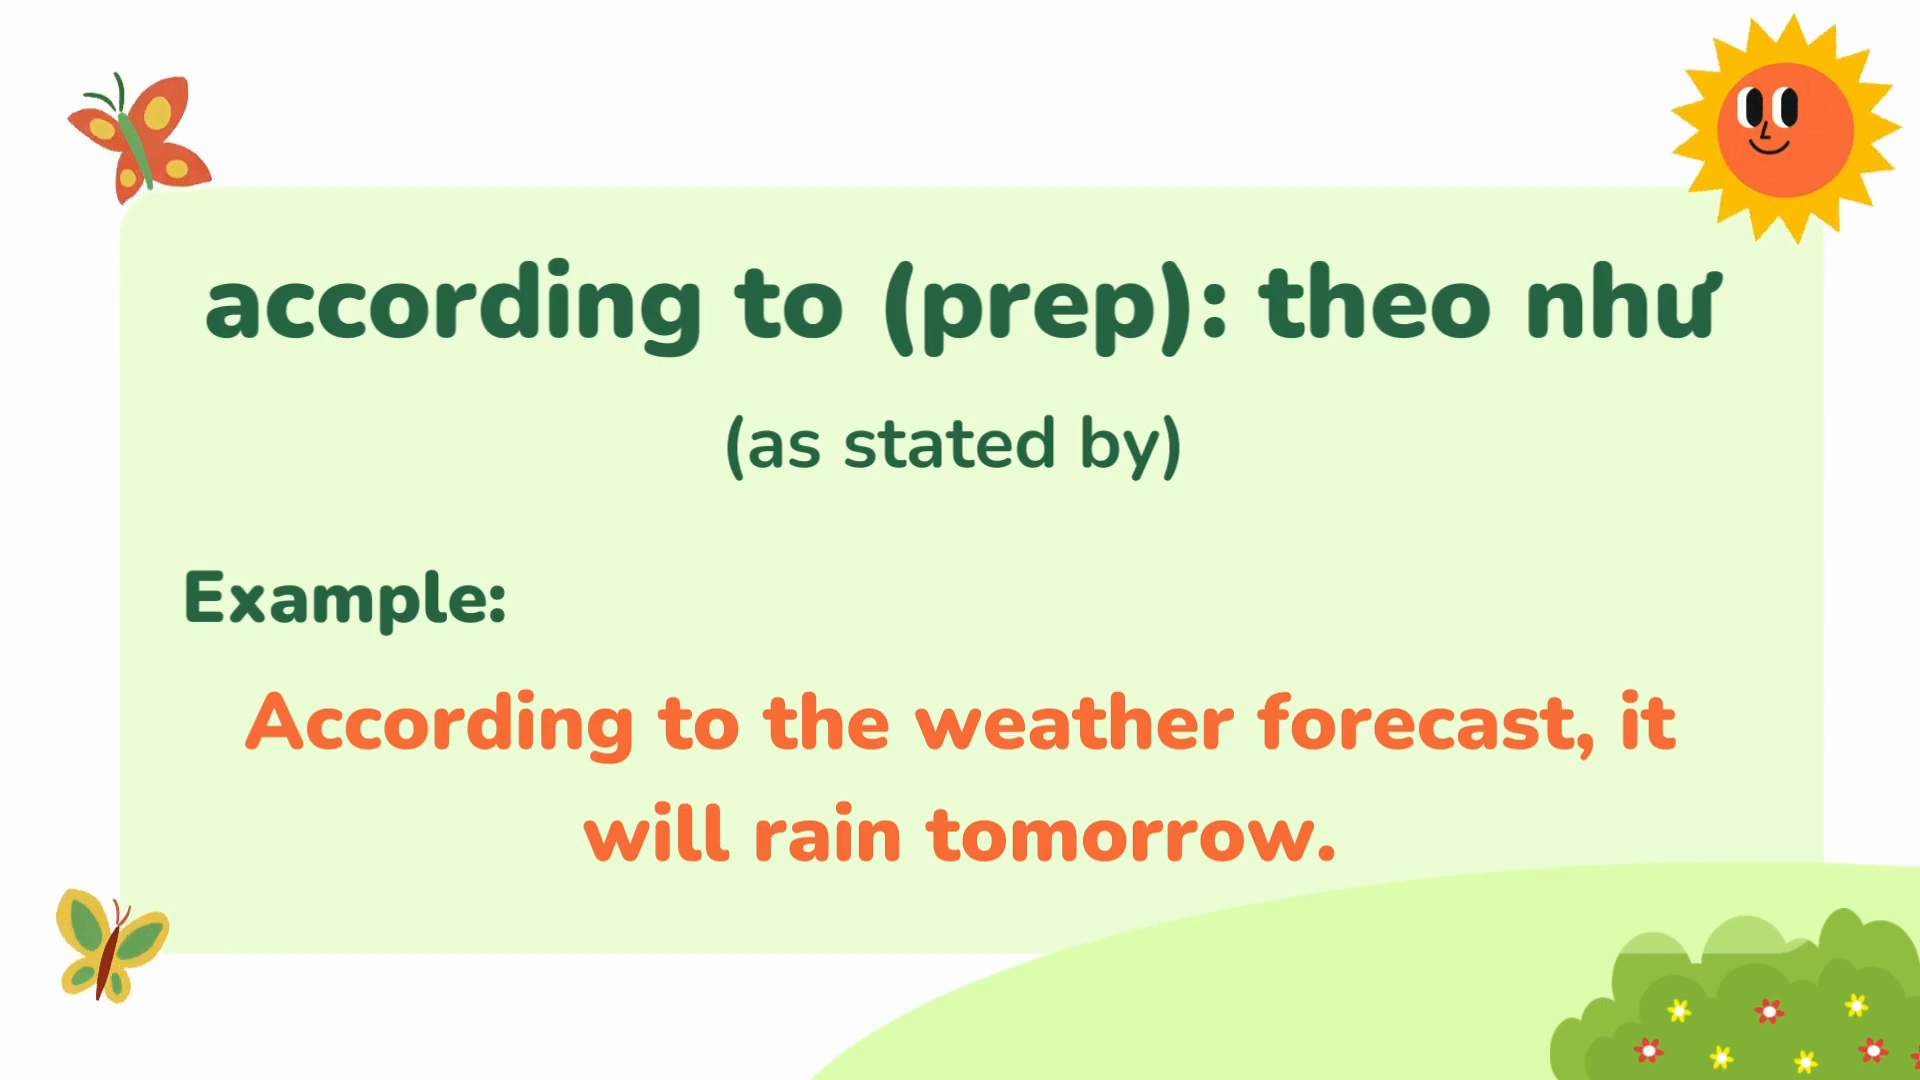 according to (prep): theo như
(as stated by)
Example:
According to the weather forecast, it
will rain tomorrow.